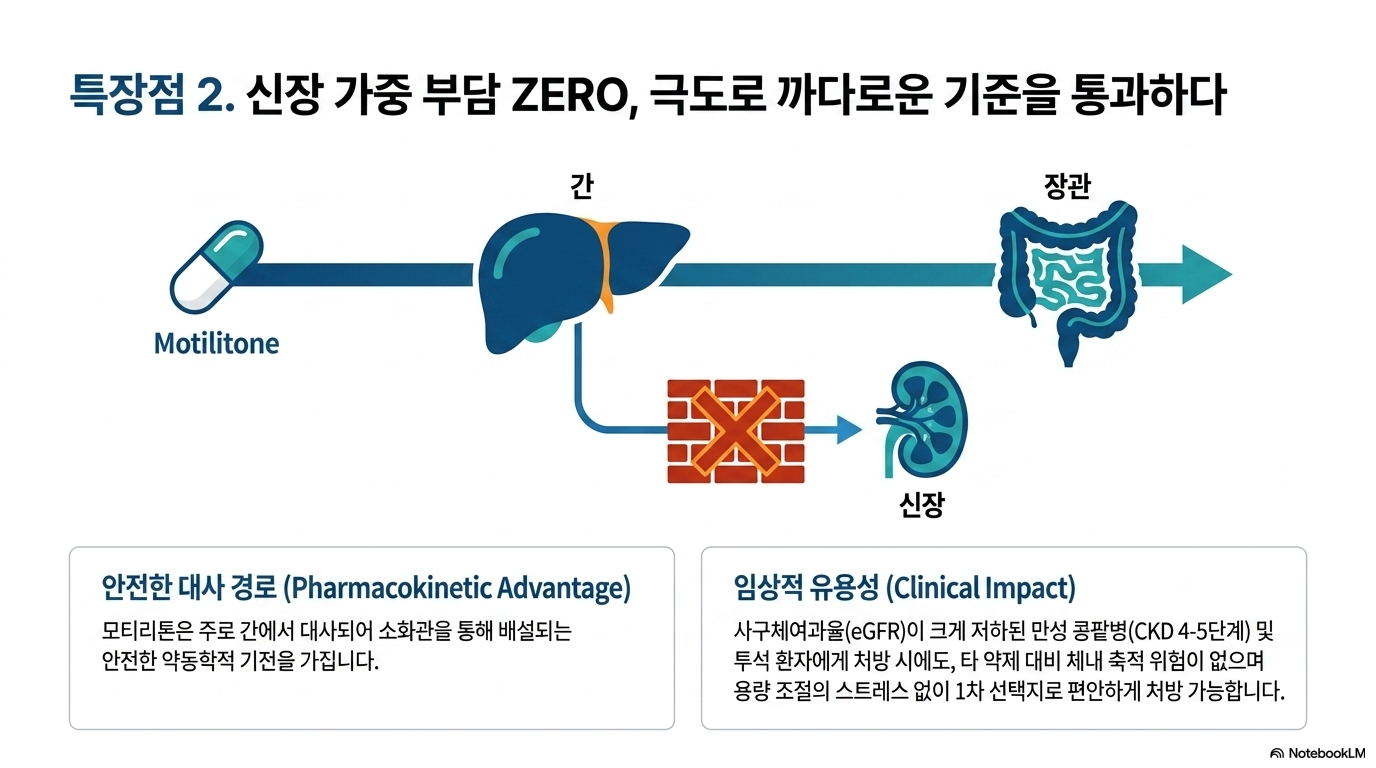 특장점 2. 신장 가중 부담 ZERO, 극도로 까다로운 기준을 통과하다
간
장관
Motilitone
신장
안전한 대사 경로 (Pharmacokinetic Advantage)
모티리톤은 주로 간에서 대사되어 소화관을 통해 배설되는
안전한 약동학적 기전을 가집니다.
임상적 유용성 (Clinical Impact)
사구체여과율(eGFR)이 크게 저하된 만성 콩팥병(CKD 4-5단계) 및
투석 환자에게 처방 시에도, 타 약제 대비 체내 축적 위험이 없으며
용량 조절의 스트레스 없이 1차 선택지로 편안하게 처방 가능합니다.
NotebookLM